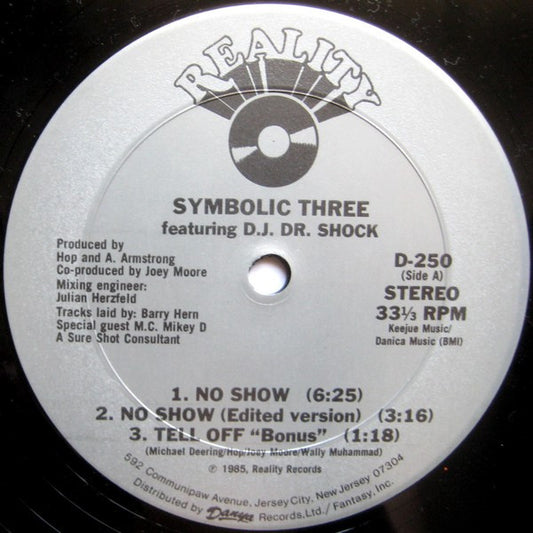 REALITY
SYMBOLIC THREE
featuring D.J. DR. SHOCK
Produced by
Hop and A. Armstrong
Co-produced by Joey Moore
Mixing engineer:
Julian Herzfeld
Tracks laid by: Barry Hern
Special guest M.C. Mikey D
A Sure Shot Consultant
D-250
(Side A)
STEREO
33⅓ RPM
Keejue Music/
Danica Music (BMI)
1. NO SHOW (6:25)
2. NO SHOW (Edited version) (3:16)
3. TELL OFF “Bonus” (1:18)
(Michael Deering/Hop/Joey Moore/Wally Muhammad)
℗ 1985, Reality Records
592 Communipaw Avenue, Jersey City, New Jersey 07304
Distributed by Danya Records, Ltd./ Fantasy, Inc.